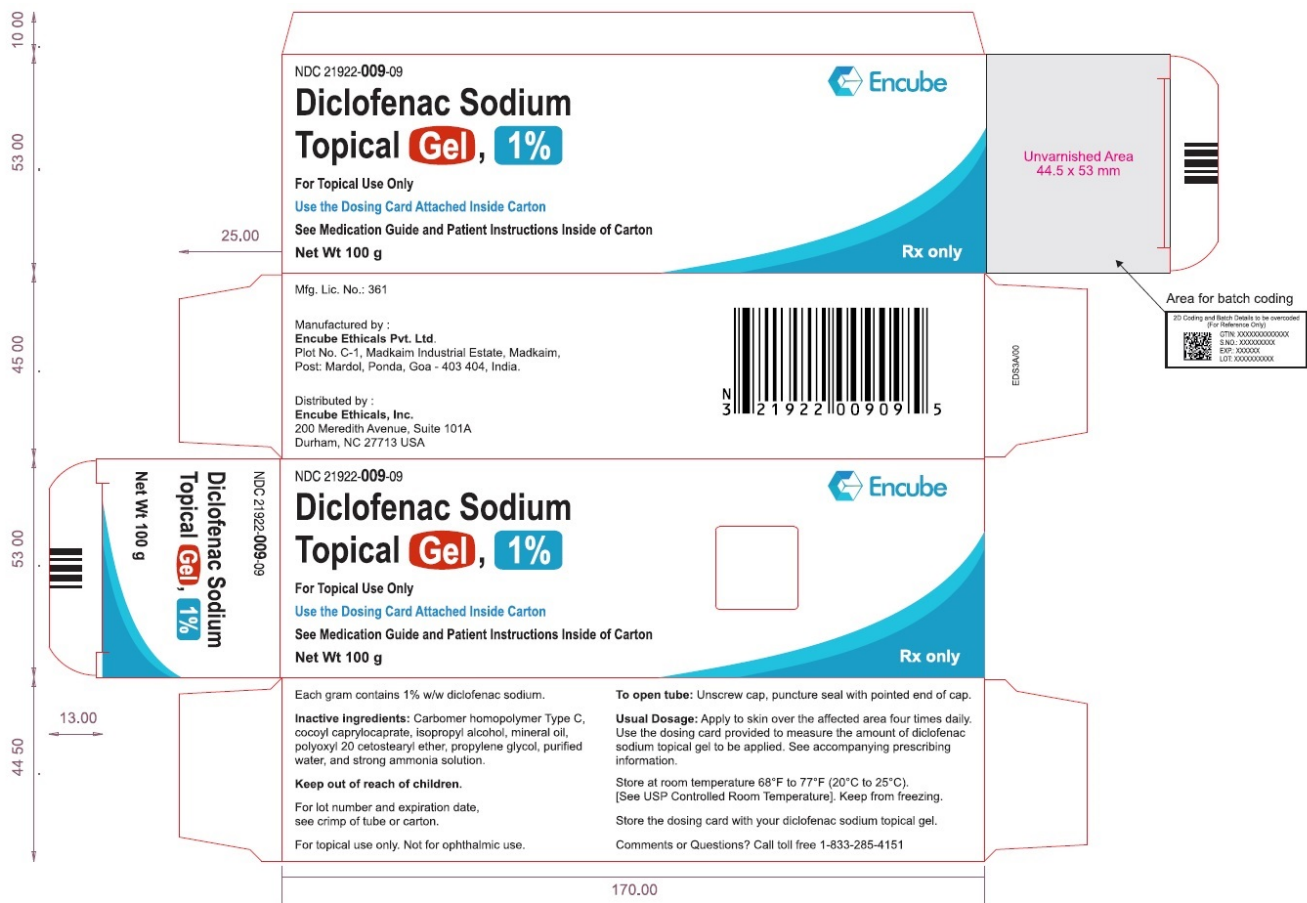 10.00
NDC 21922-009-09
Diclofenac Sodium
Topical Gel, 1%
For Topical Use Only
Use the Dosing Card Attached Inside Carton
See Medication Guide and Patient Instructions Inside of Carton
Net Wt 100 g
Encube
Rx only
53.00
25.00
Unvarnished Area
44.5 x 53 mm
Area for batch coding
2D Coding and Batch Details to be overcoded
(For Reference Only)
GTIN: XXXXXXXXXXXXX
S.NO.: XXXXXXXXX
EXP.: XXXXXX
LOT: XXXXXXXXXX
45.00
Mfg. Lic. No.: 361
Manufactured by :
Encube Ethicals Pvt. Ltd.
Plot No. C-1, Madkaim Industrial Estate, Madkaim,
Post: Mardol, Ponda, Goa - 403 404, India.
Distributed by :
Encube Ethicals, Inc.
200 Meredith Avenue, Suite 101A
Durham, NC 27713 USA
N
3 21922 00909 5
EDS3A/00
53.00
NDC 21922-009-09
Diclofenac Sodium
Topical Gel, 1%
Net Wt 100 g
NDC 21922-009-09
Diclofenac Sodium
Topical Gel, 1%
For Topical Use Only
Use the Dosing Card Attached Inside Carton
See Medication Guide and Patient Instructions Inside of Carton
Net Wt 100 g
Encube
Rx only
13.00
44.50
Each gram contains 1% w/w diclofenac sodium.
Inactive ingredients: Carbomer homopolymer Type C,
cocoyl caprylocaprate, isopropyl alcohol, mineral oil,
polyoxyl 20 cetostearyl ether, propylene glycol, purified
water, and strong ammonia solution.
Keep out of reach of children.
For lot number and expiration date,
see crimp of tube or carton.
For topical use only. Not for ophthalmic use.
To open tube: Unscrew cap, puncture seal with pointed end of cap.
Usual Dosage: Apply to skin over the affected area four times daily.
Use the dosing card provided to measure the amount of diclofenac
sodium topical gel to be applied. See accompanying prescribing
information.
Store at room temperature 68°F to 77°F (20°C to 25°C).
[See USP Controlled Room Temperature]. Keep from freezing.
Store the dosing card with your diclofenac sodium topical gel.
Comments or Questions? Call toll free 1-833-285-4151
170.00